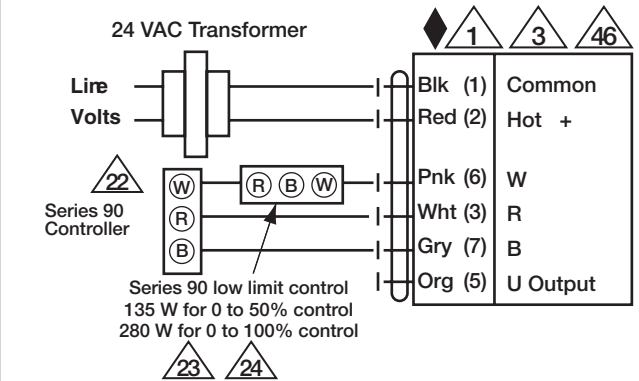 24 VAC Transformer
1 3 46
Line
Volts
Blk (1) Common
Red (2) Hot +
Pnk (6) W
Wht (3) R
Gry (7) B
Org (5) U Output
22
Series 90
Controller
W
R
B
R B W
Series 90 low limit control
135 W for 0 to 50% control
280 W for 0 to 100% control
23 24